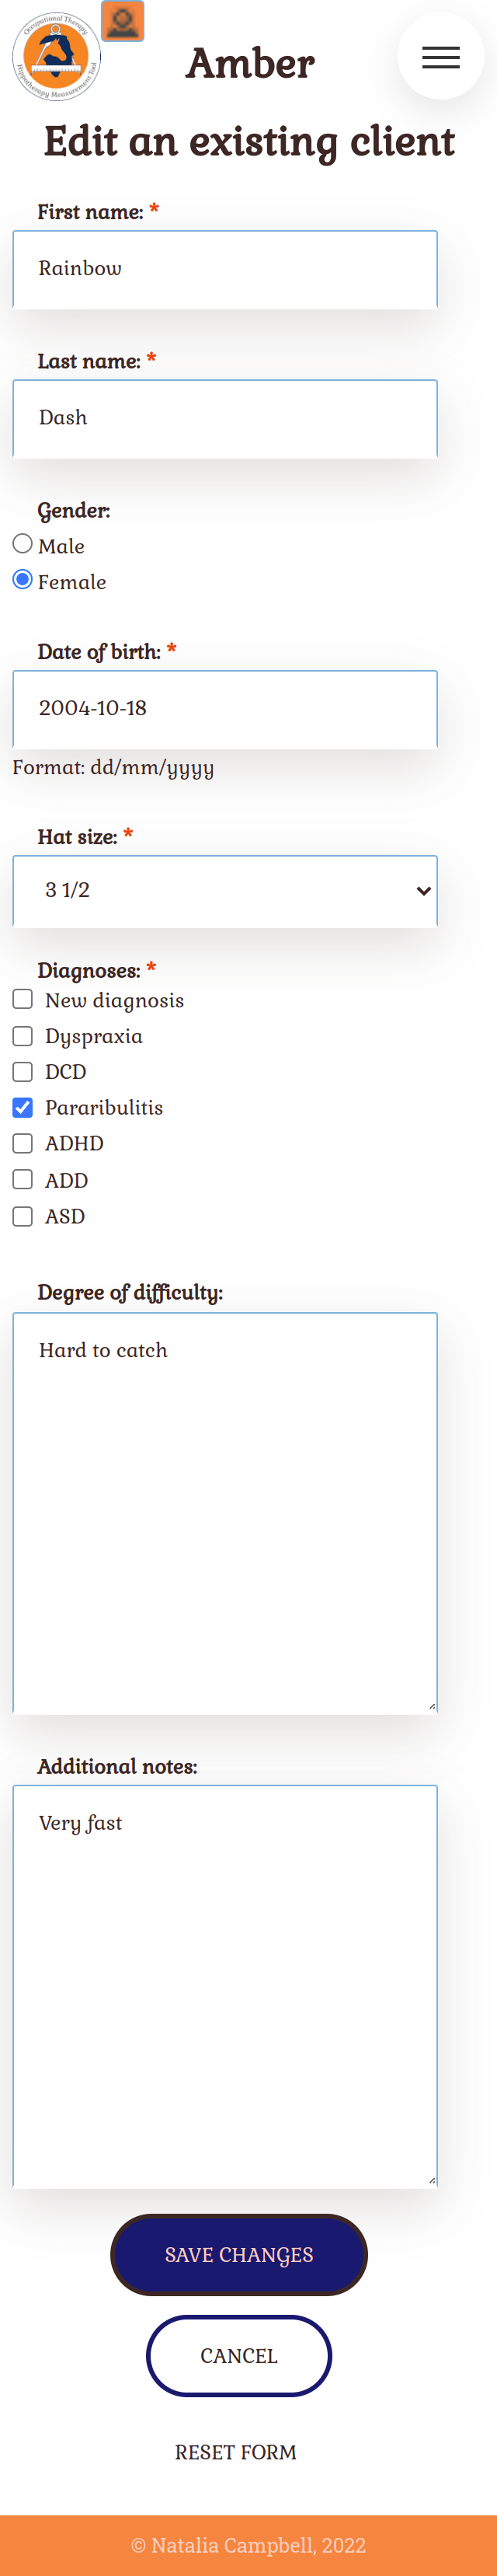 Occupational Therapy
Hippotherapy Measurement Tool
Amber
Edit an existing client
First name: *
Rainbow
Last name: *
Dash
Gender:
Male
Female
Date of birth: *
2004-10-18
Format: dd/mm/yyyy
Hat size: *
3 1/2
Diagnoses: *
New diagnosis
Dyspraxia
DCD
Pararibulitis
ADHD
ADD
ASD
Degree of difficulty:
Hard to catch
Additional notes:
Very fast
SAVE CHANGES
CANCEL
RESET FORM
© Natalia Campbell, 2022